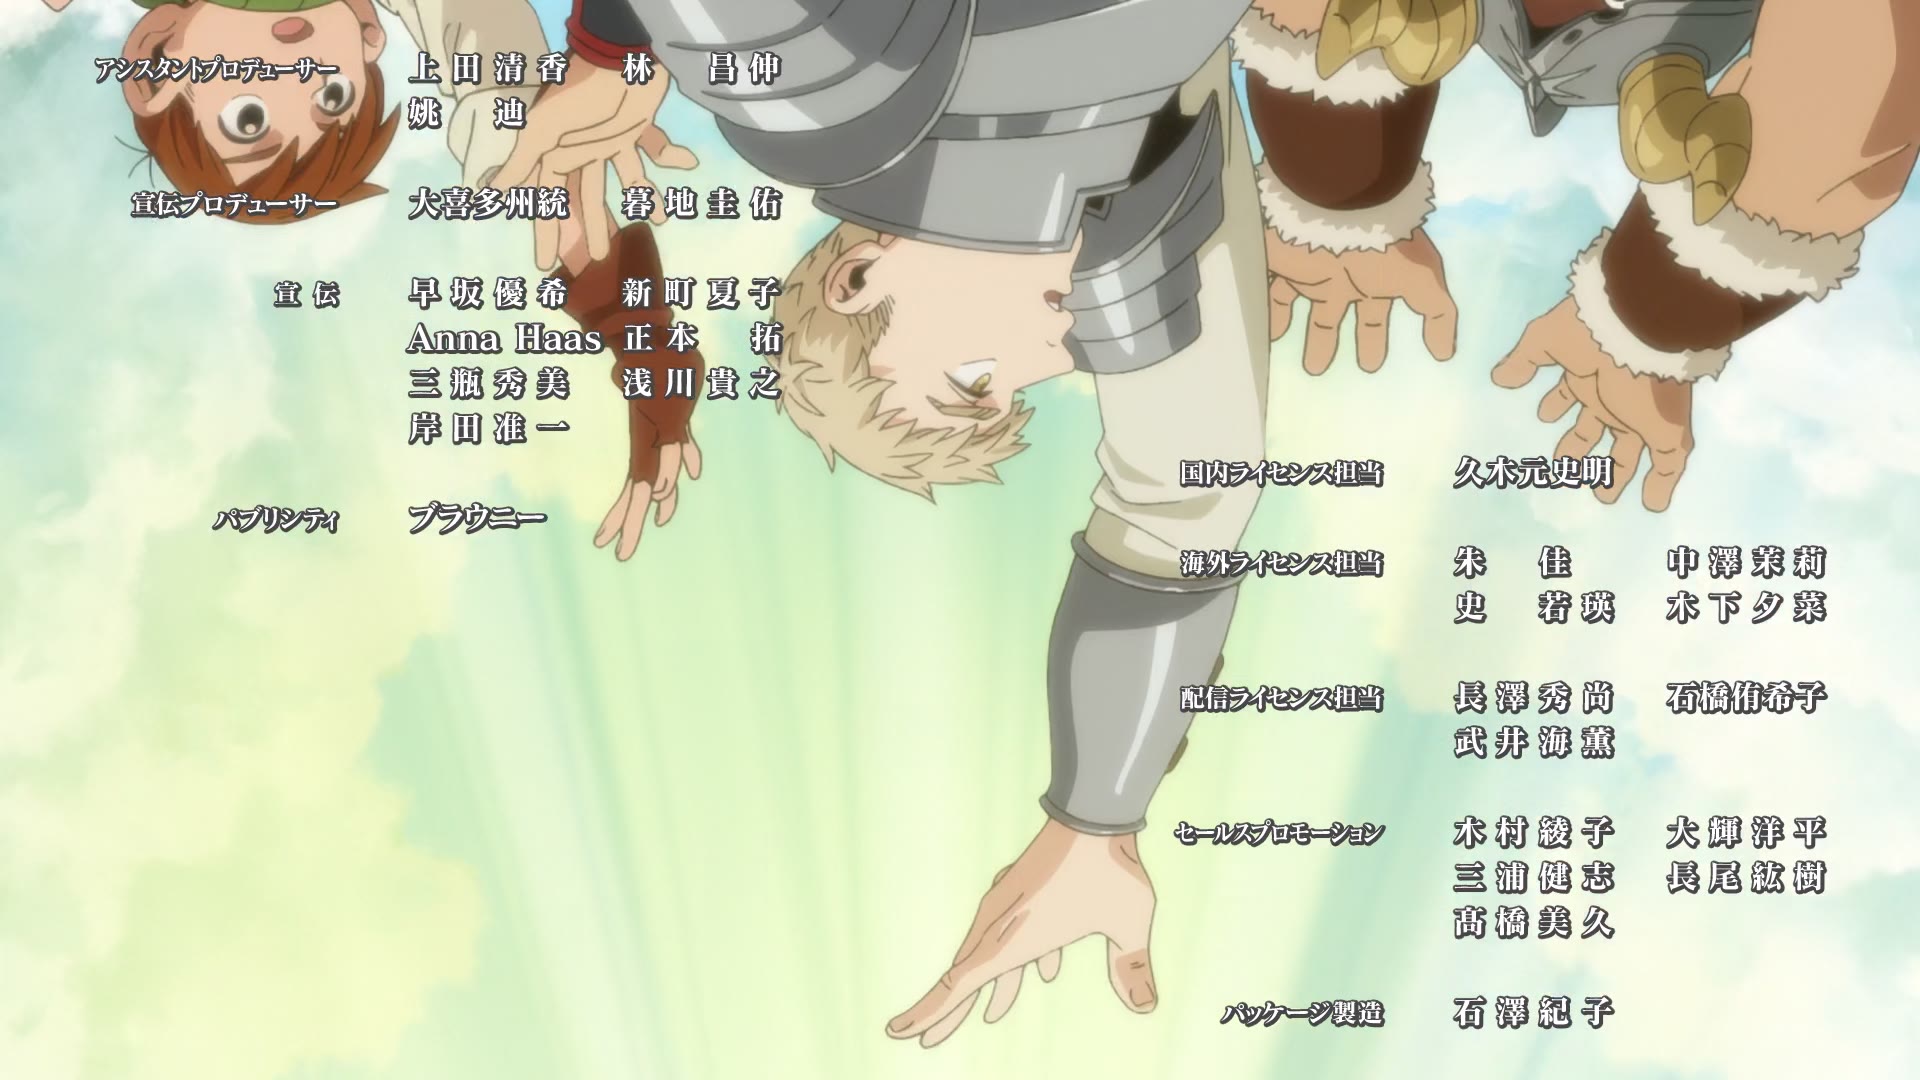 アシスタントプロデューサー 上田清香 林 昌伸
姚 迪
宣伝プロデューサー 大喜多州統 暮地圭佑
宣伝 早坂優希 新町夏子
Anna Haas 正本 拓
三瓶秀美 浅川貴之
岸田准一
パブリシティ ブラウニー
国内ライセンス担当 久木元史明
海外ライセンス担当 朱 佳 中澤茉莉
史 若瑛 木下夕菜
配信ライセンス担当 長澤秀尚 石橋侑希子
武井海薫
セールスプロモーション 木村綾子 大輝洋平
三浦健志 長尾紘樹
髙橋美久
パッケージ製造 石澤紀子